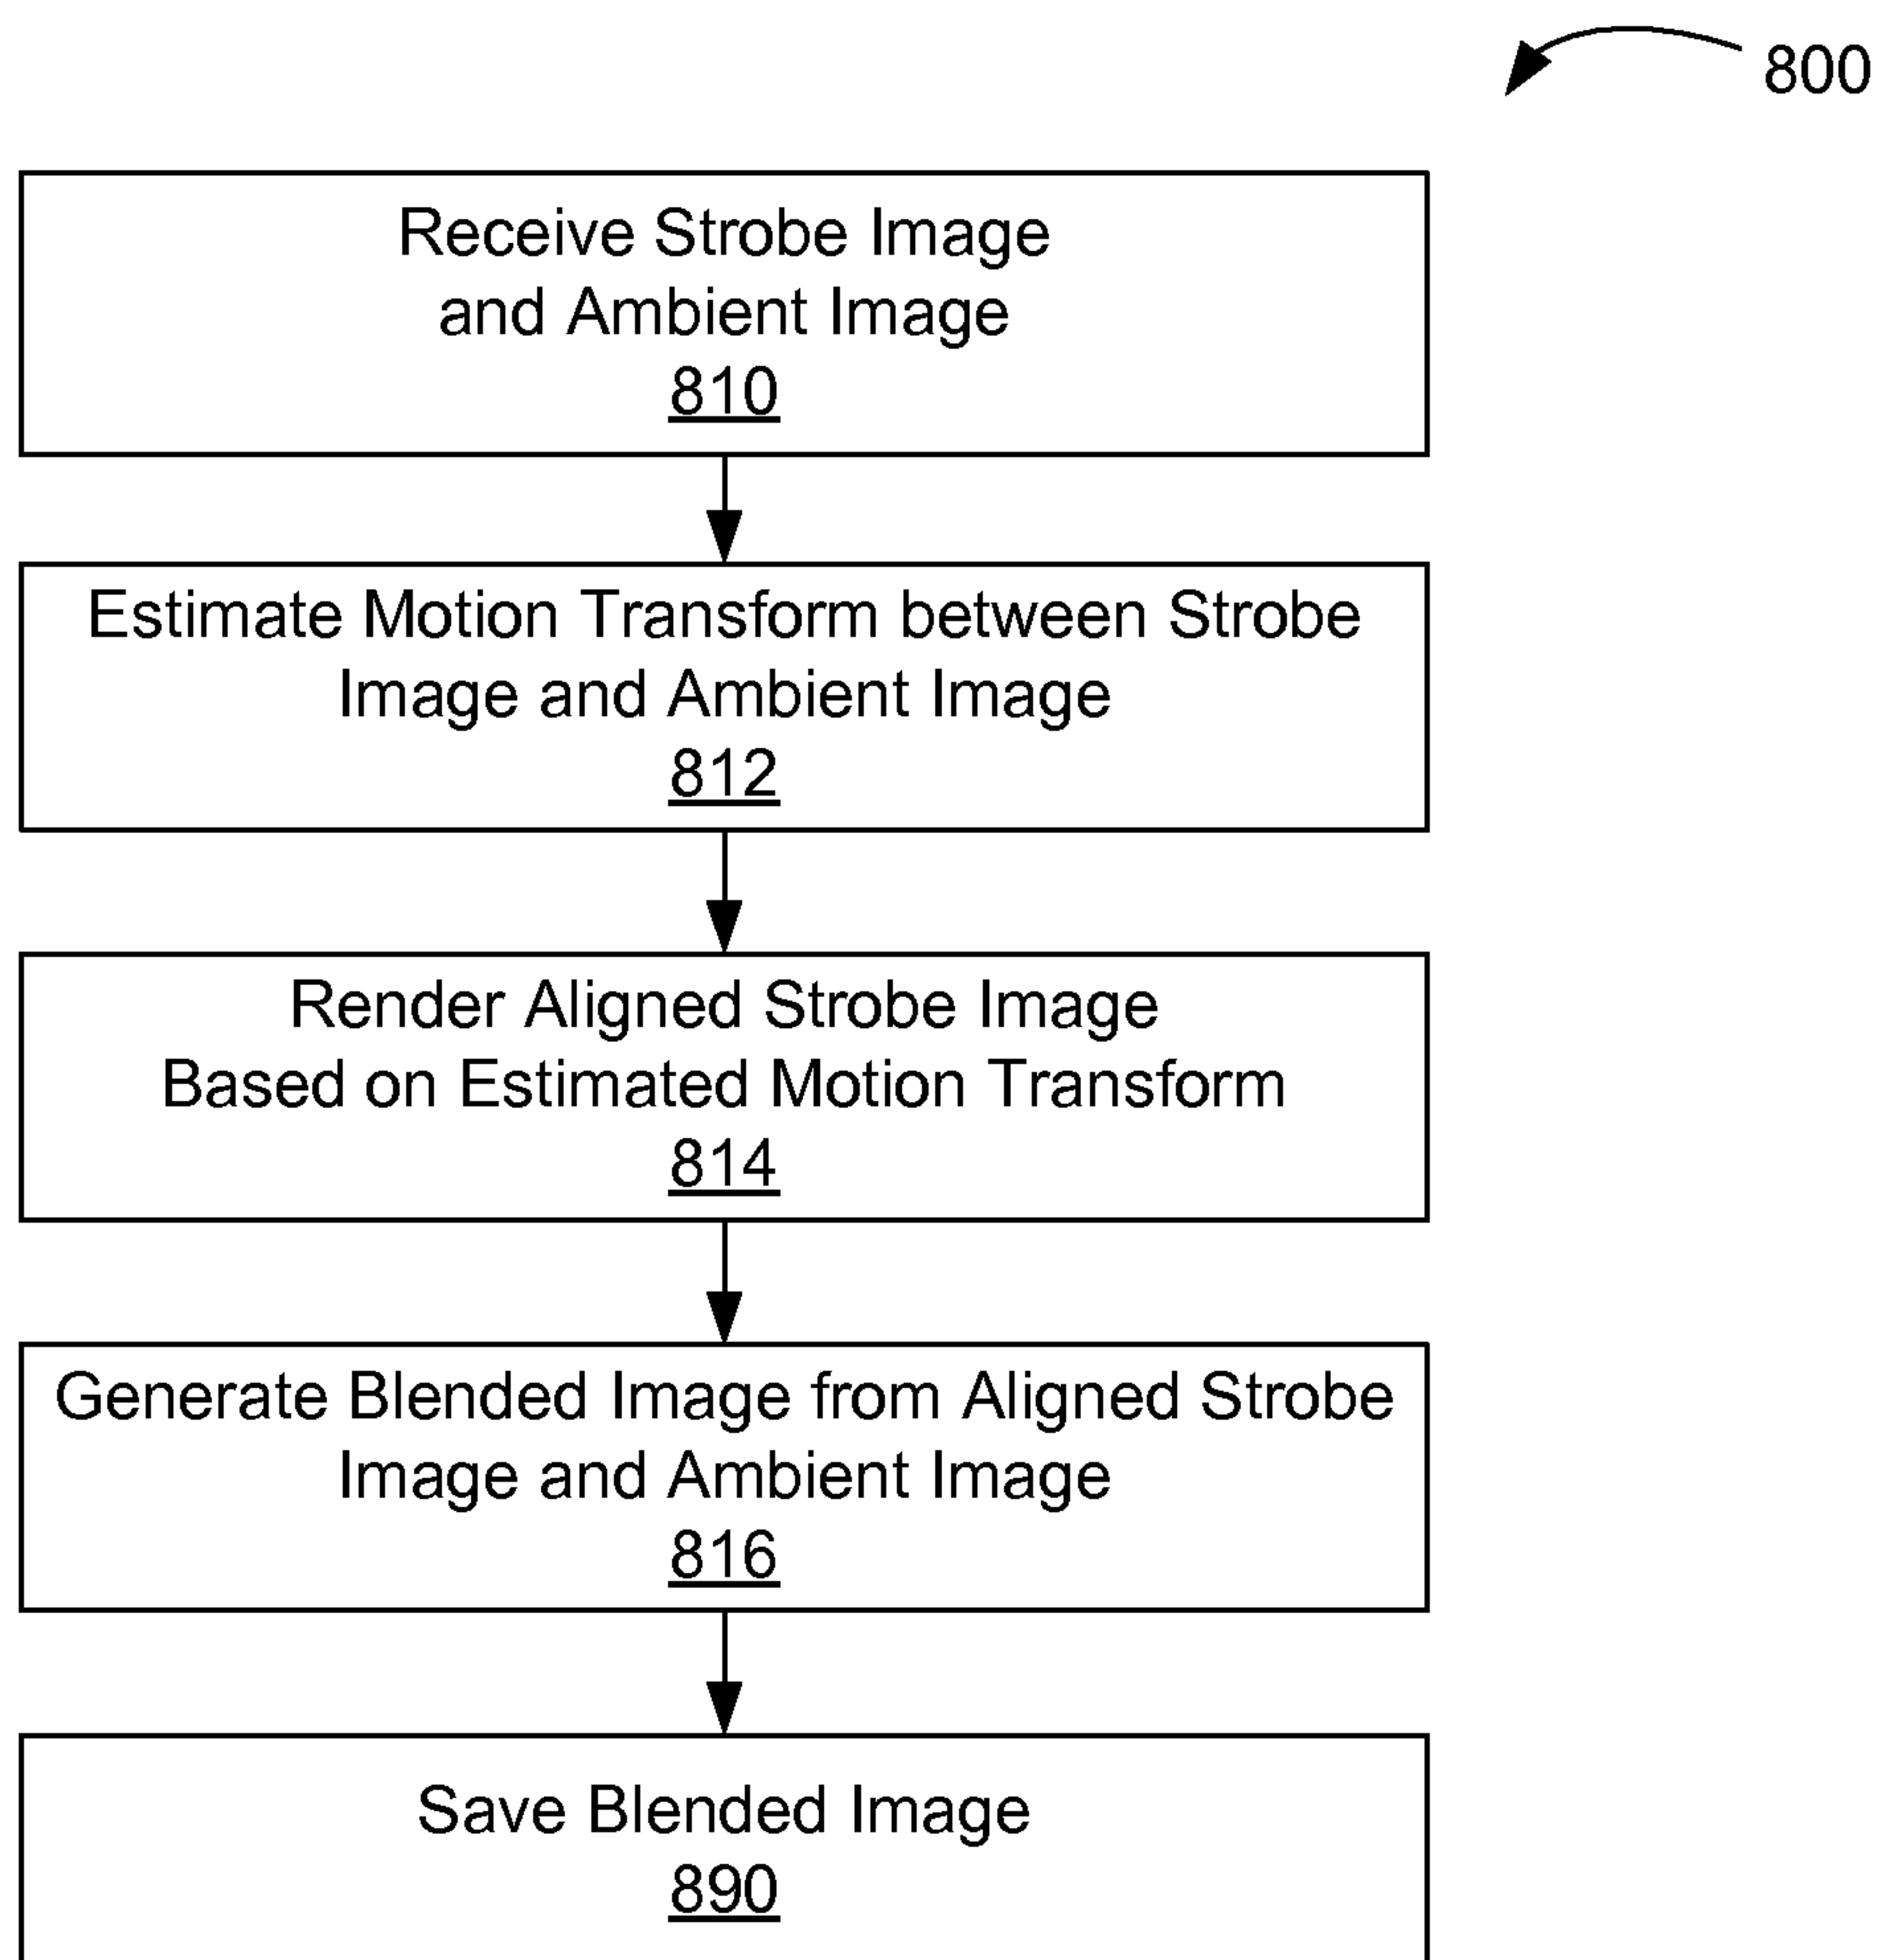 800
Receive Strobe Image
and Ambient Image
810
Estimate Motion Transform between Strobe
Image and Ambient Image
812
Render Aligned Strobe Image
Based on Estimated Motion Transform
814
Generate Blended Image from Aligned Strobe
Image and Ambient Image
816
Save Blended Image
890